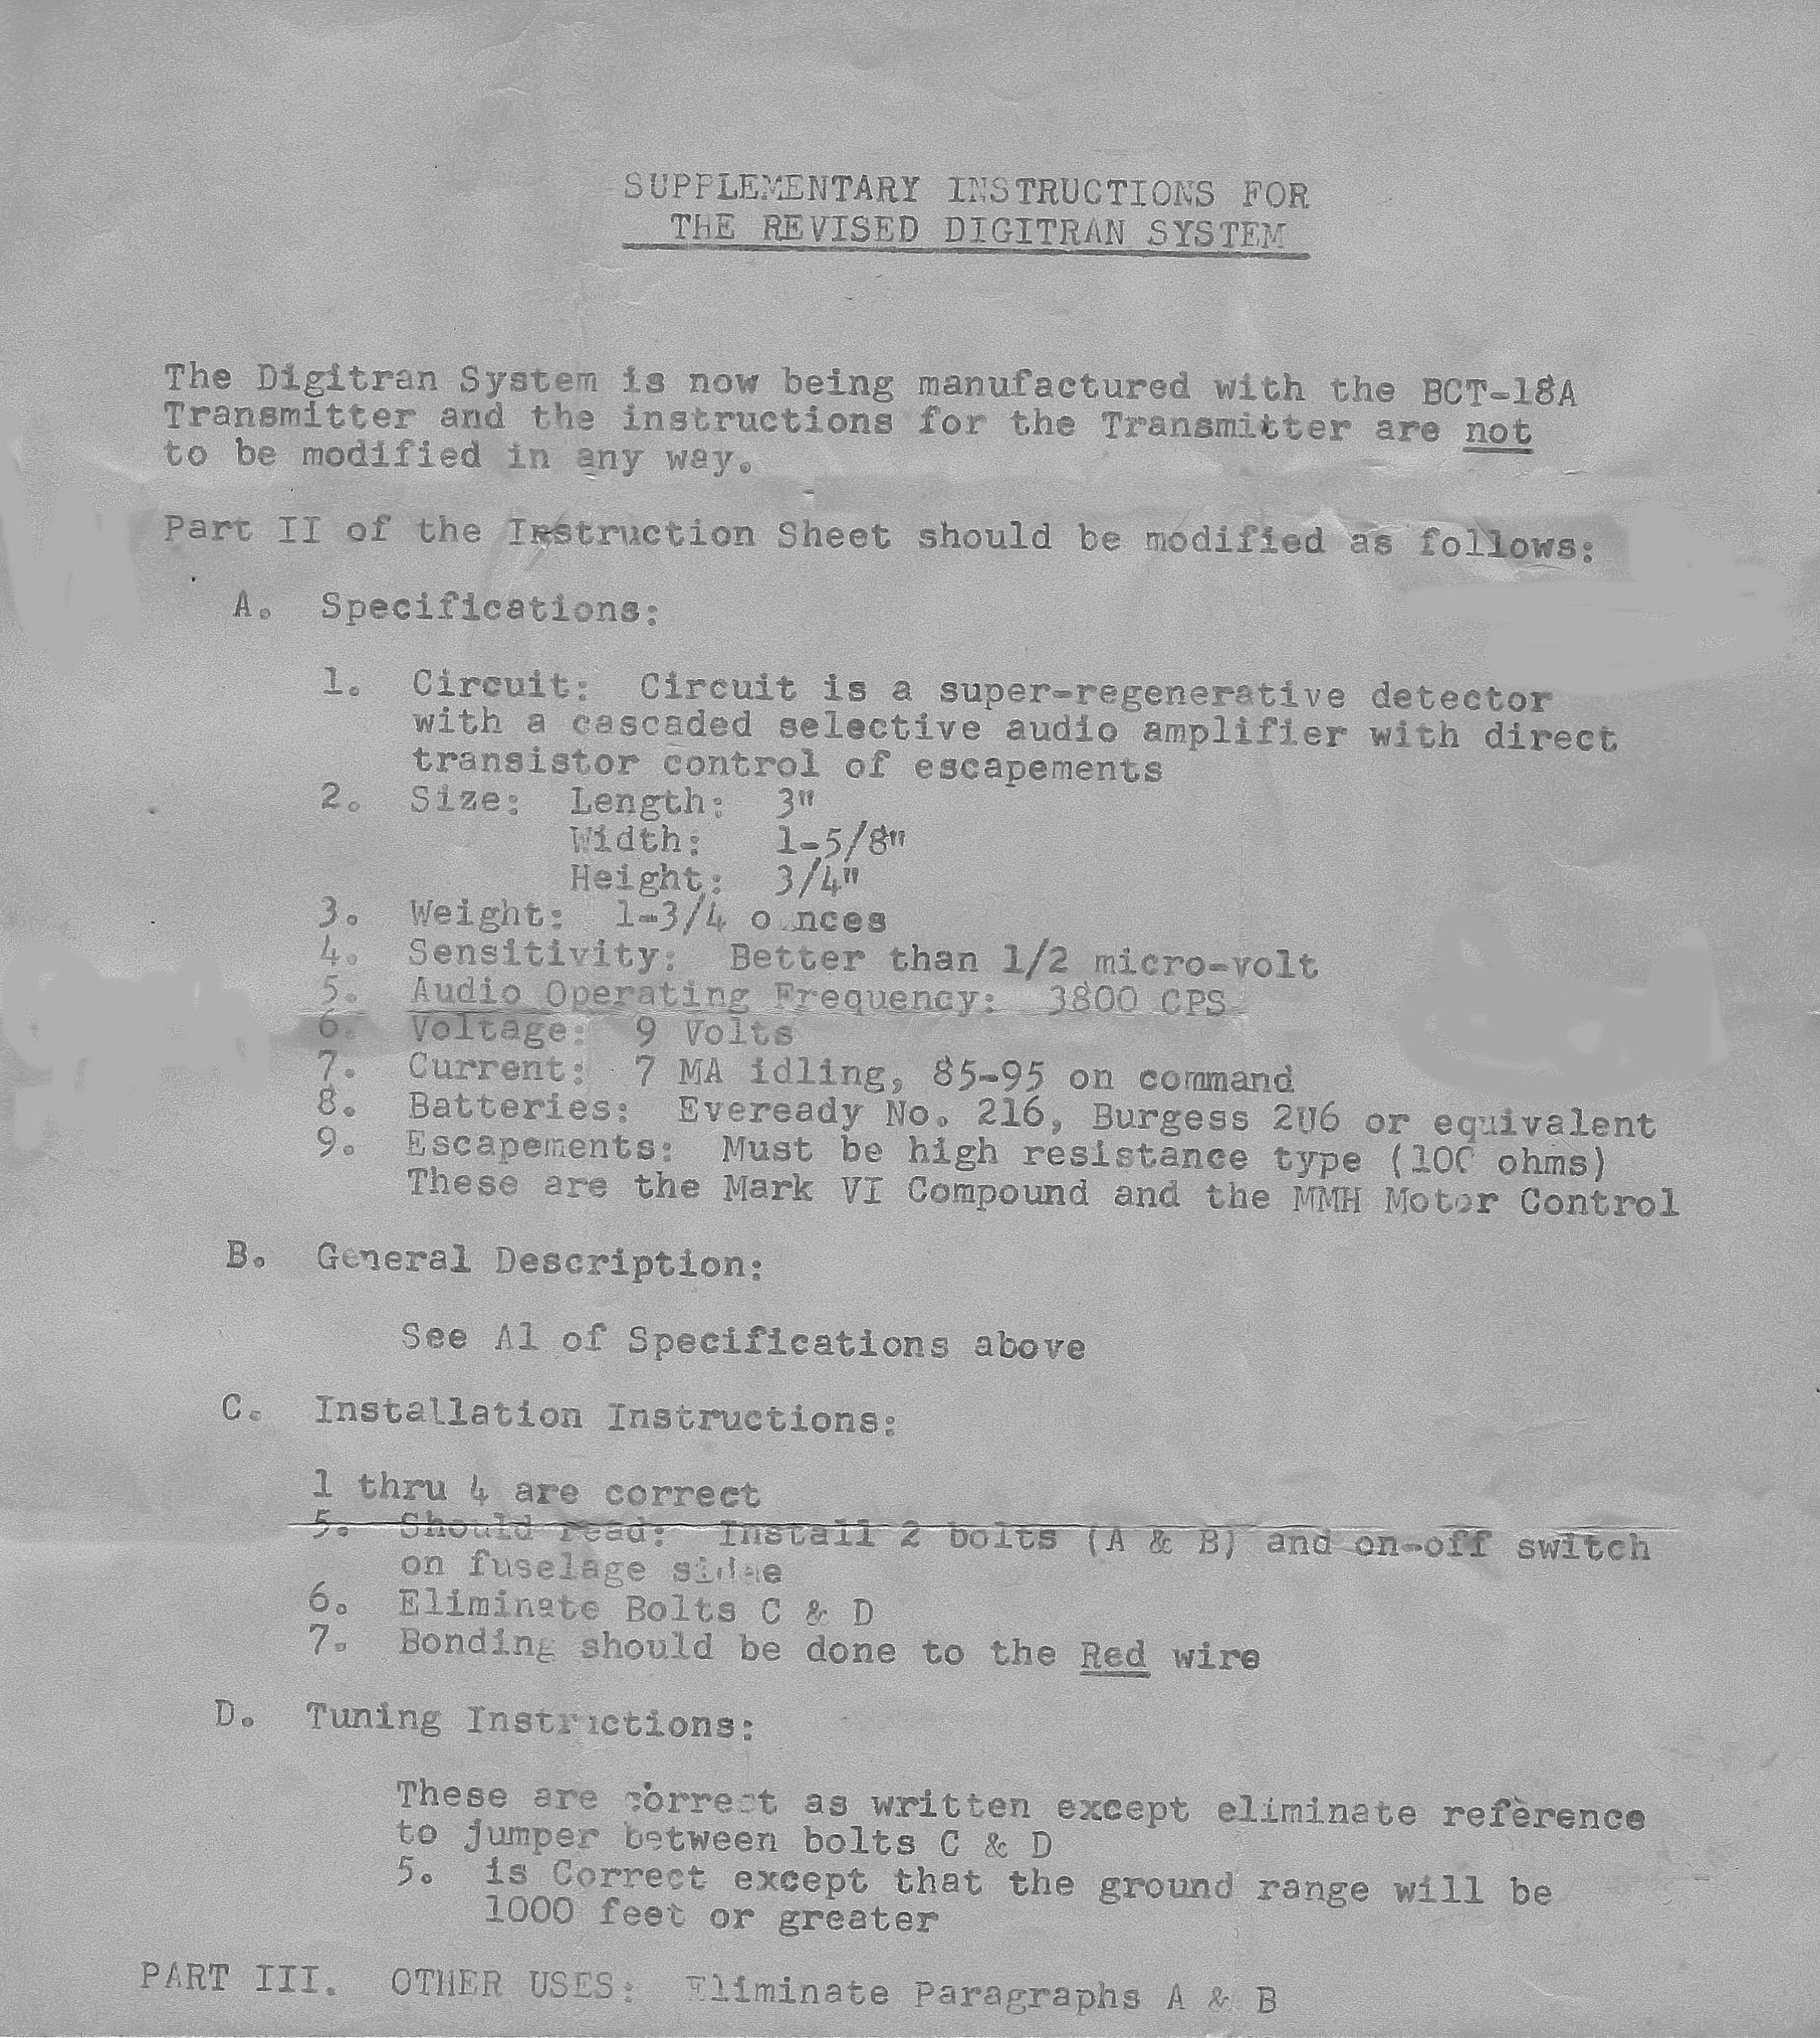 SUPPLEMENTARY INSTRUCTIONS FOR
THE REVISED DIGITRAN SYSTEM
The Digitran System is now being manufactured with the BCT-18A
Transmitter and the instructions for the Transmitter are not
to be modified in any way.
Part II of the Instruction Sheet should be modified as follows:
A. Specifications:
1. Circuit: Circuit is a super-regenerative detector
with a cascaded selective audio amplifier with direct
transistor control of escapements
2. Size: Length: 3"
Width: 1-5/8"
Height: 3/4"
3. Weight: 1-3/4 o nces
4. Sensitivity: Better than 1/2 micro-volt
5. Audio Operating Frequency: 3800 CPS
6. Voltage: 9 Volts
7. Current: 7 MA idling, 85-95 on command
8. Batteries: Eveready No. 216, Burgess 2U6 or equivalent
9. Escapements: Must be high resistance type (100 ohms)
These are the Mark VI Compound and the MMH Motor Control
B. General Description:
See A1 of Specifications above
C. Installation Instructions:
1 thru 4 are correct
5. Should read: Install 2 bolts (A & B) and on-off switch
on fuselage
6. Eliminate Bolts C & D
7. Bonding should be done to the Red wire
D. Tuning Instructions:
These are correct as written except eliminate reference
to jumper between bolts C & D
5. is Correct except that the ground range will be
1000 feet or greater
PART III. OTHER USES: Eliminate Paragraphs A & B